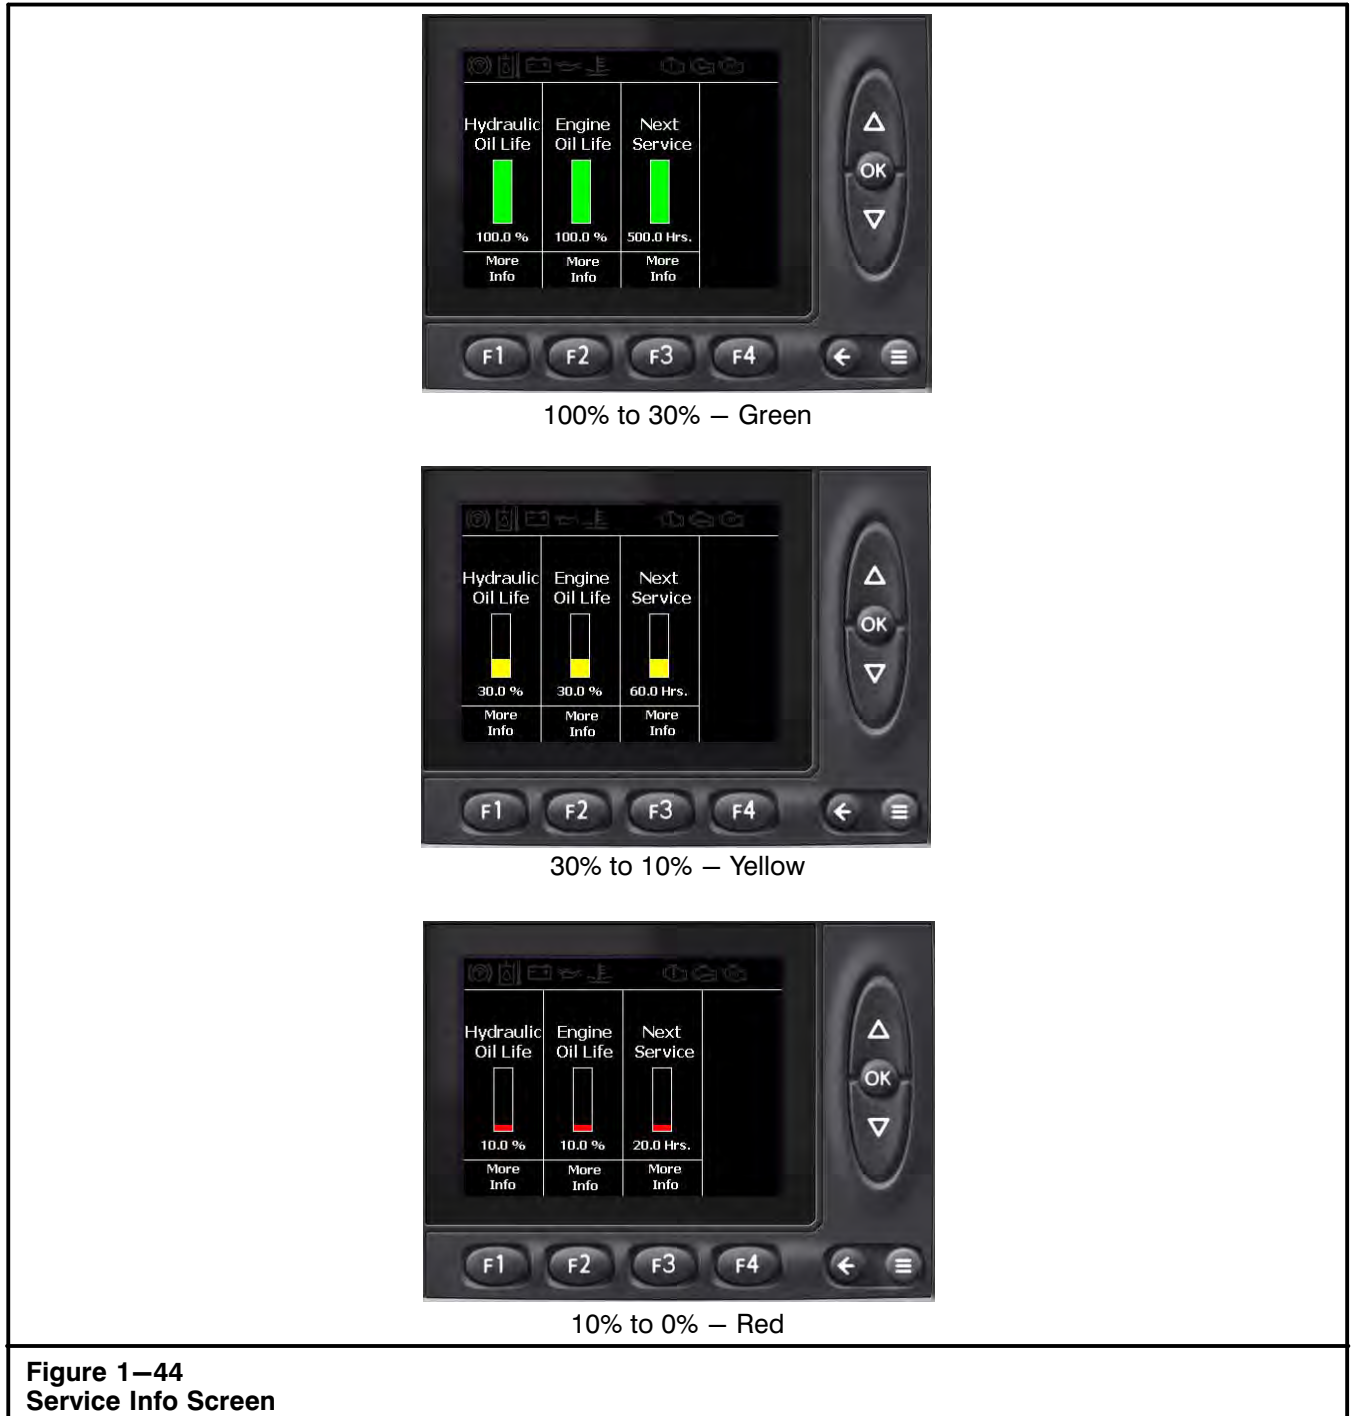 Hydraulic Oil Life
Engine Oil Life
Next Service
100.0 %
100.0 %
500.0 Hrs.
More Info
More Info
More Info
OK
F1
F2
F3
F4
100% to 30% — Green
Hydraulic Oil Life
Engine Oil Life
Next Service
30.0 %
30.0 %
60.0 Hrs.
More Info
More Info
More Info
OK
F1
F2
F3
F4
30% to 10% — Yellow
Hydraulic Oil Life
Engine Oil Life
Next Service
10.0 %
10.0 %
20.0 Hrs.
More Info
More Info
More Info
OK
F1
F2
F3
F4
10% to 0% — Red
Figure 1—44
Service Info Screen